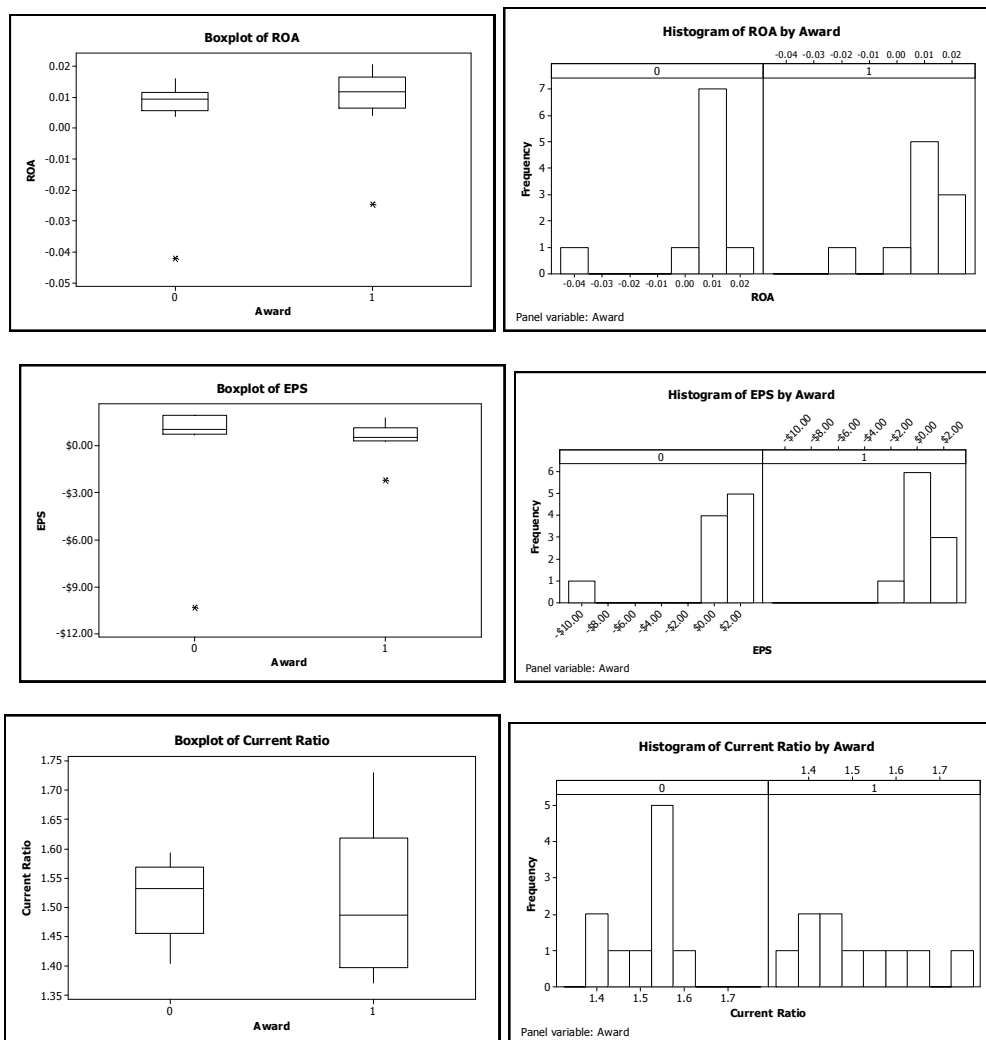 Boxplot of ROA
0.02
0.01
0.00
-0.01
-0.02
-0.03
-0.04
-0.05
ROA
0 1
Award
Histogram of ROA by Award
-0.04 -0.03 -0.02 -0.01 0.00 0.01 0.02
0 1
7
6
5
4
3
2
1
0
Frequency
-0.04 -0.03 -0.02 -0.01 0.00 0.01 0.02
ROA
Panel variable: Award
Boxplot of EPS
$0.00
-$3.00
-$6.00
-$9.00
-$12.00
EPS
0 1
Award
Histogram of EPS by Award
-$10.00 -$8.00 -$6.00 -$4.00 -$2.00 $0.00 $2.00
0 1
6
5
4
3
2
1
0
Frequency
-$10.00 -$8.00 -$6.00 -$4.00 -$2.00 $0.00 $2.00
EPS
Panel variable: Award
Boxplot of Current Ratio
1.75
1.70
1.65
1.60
1.55
1.50
1.45
1.40
1.35
Current Ratio
0 1
Award
Histogram of Current Ratio by Award
1.4 1.5 1.6 1.7
0 1
5
4
3
2
1
0
Frequency
1.4 1.5 1.6 1.7
Current Ratio
Panel variable: Award